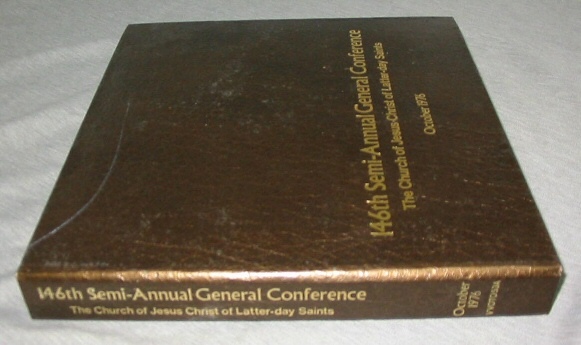 146th Semi-Annual General Conference
The Church of Jesus Christ of Latter-day Saints
October 1976
146th Semi-Annual General Conference
The Church of Jesus Christ of Latter-day Saints
October
1976